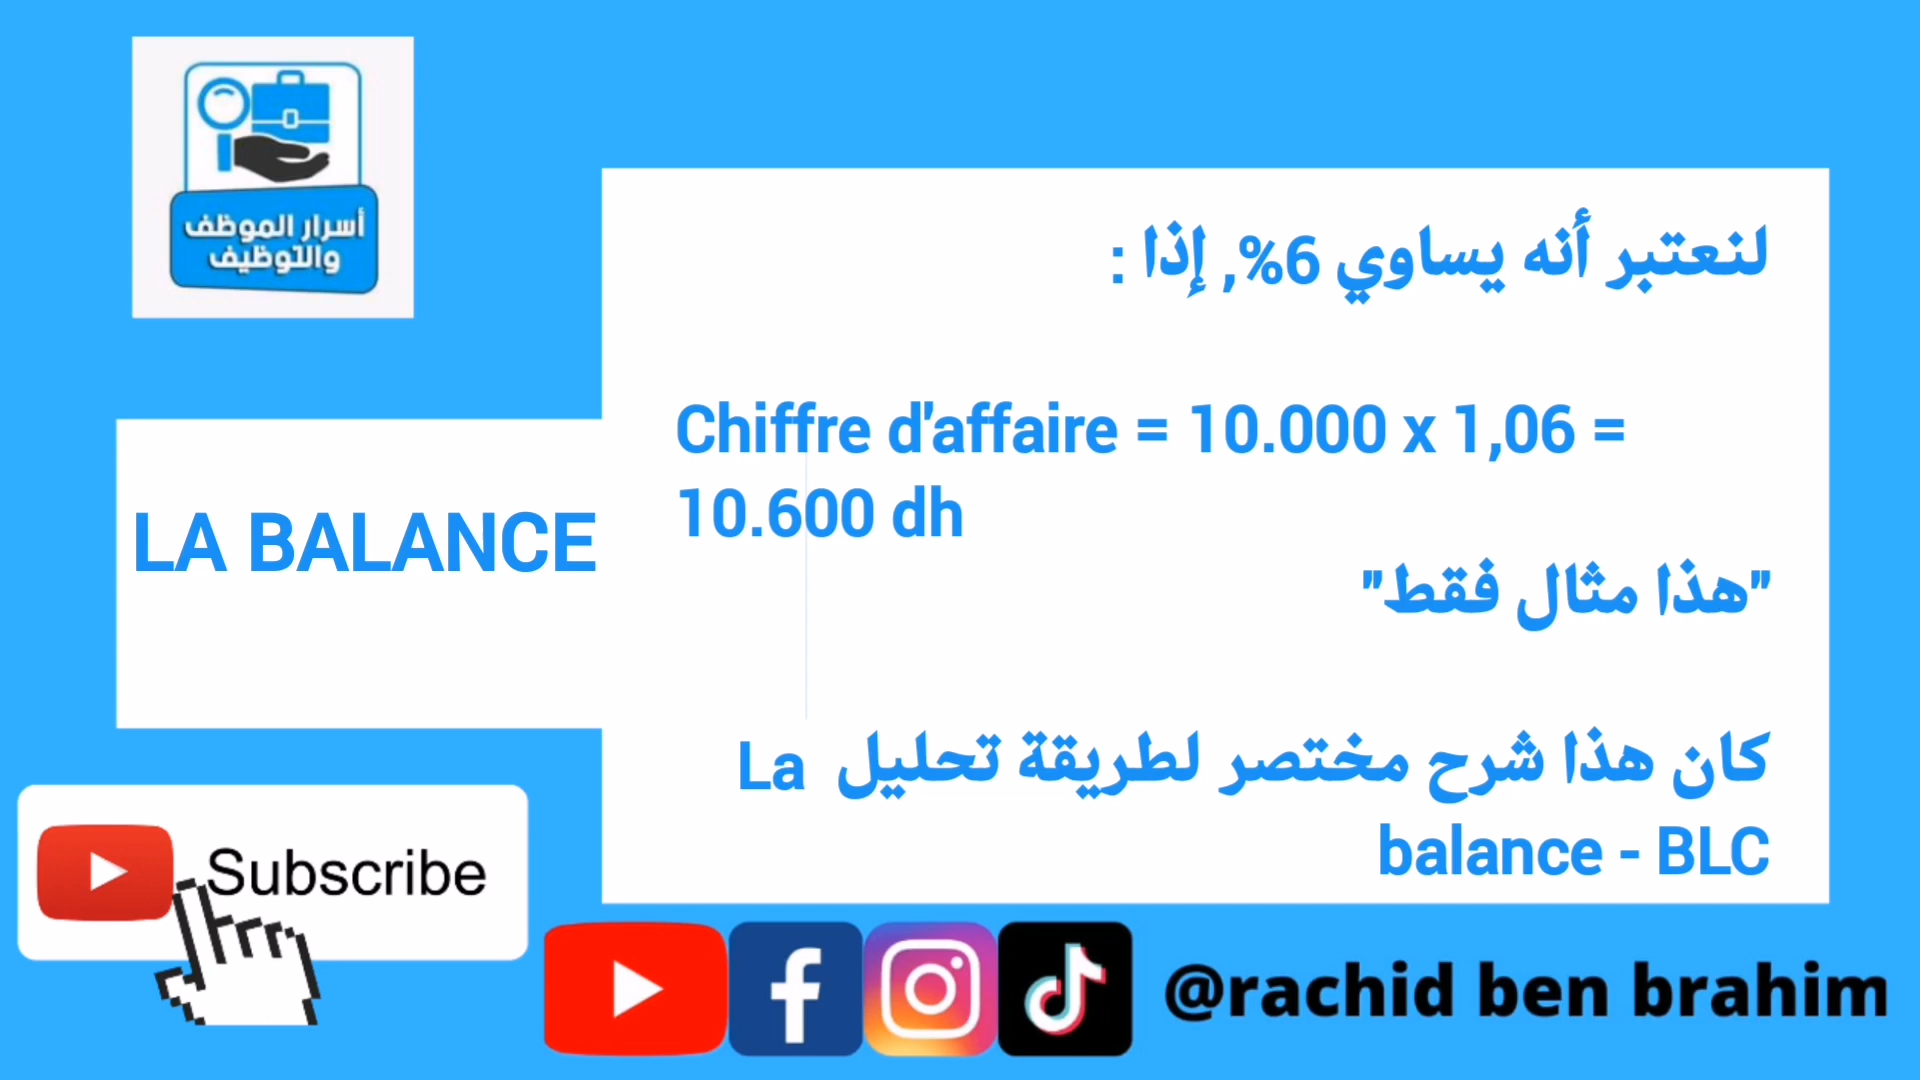 أسرار الموظف
والتوظيف
لنعتبر أنه يساوي 6%, إذا :
Chiffre d'affaire = 10.000 x 1,06 =
10.600 dh
"هذا مثال فقط"
LA BALANCE
كان هذا شرح مختصر لطريقة تحليل La
balance - BLC
Subscribe
@rachid ben brahim